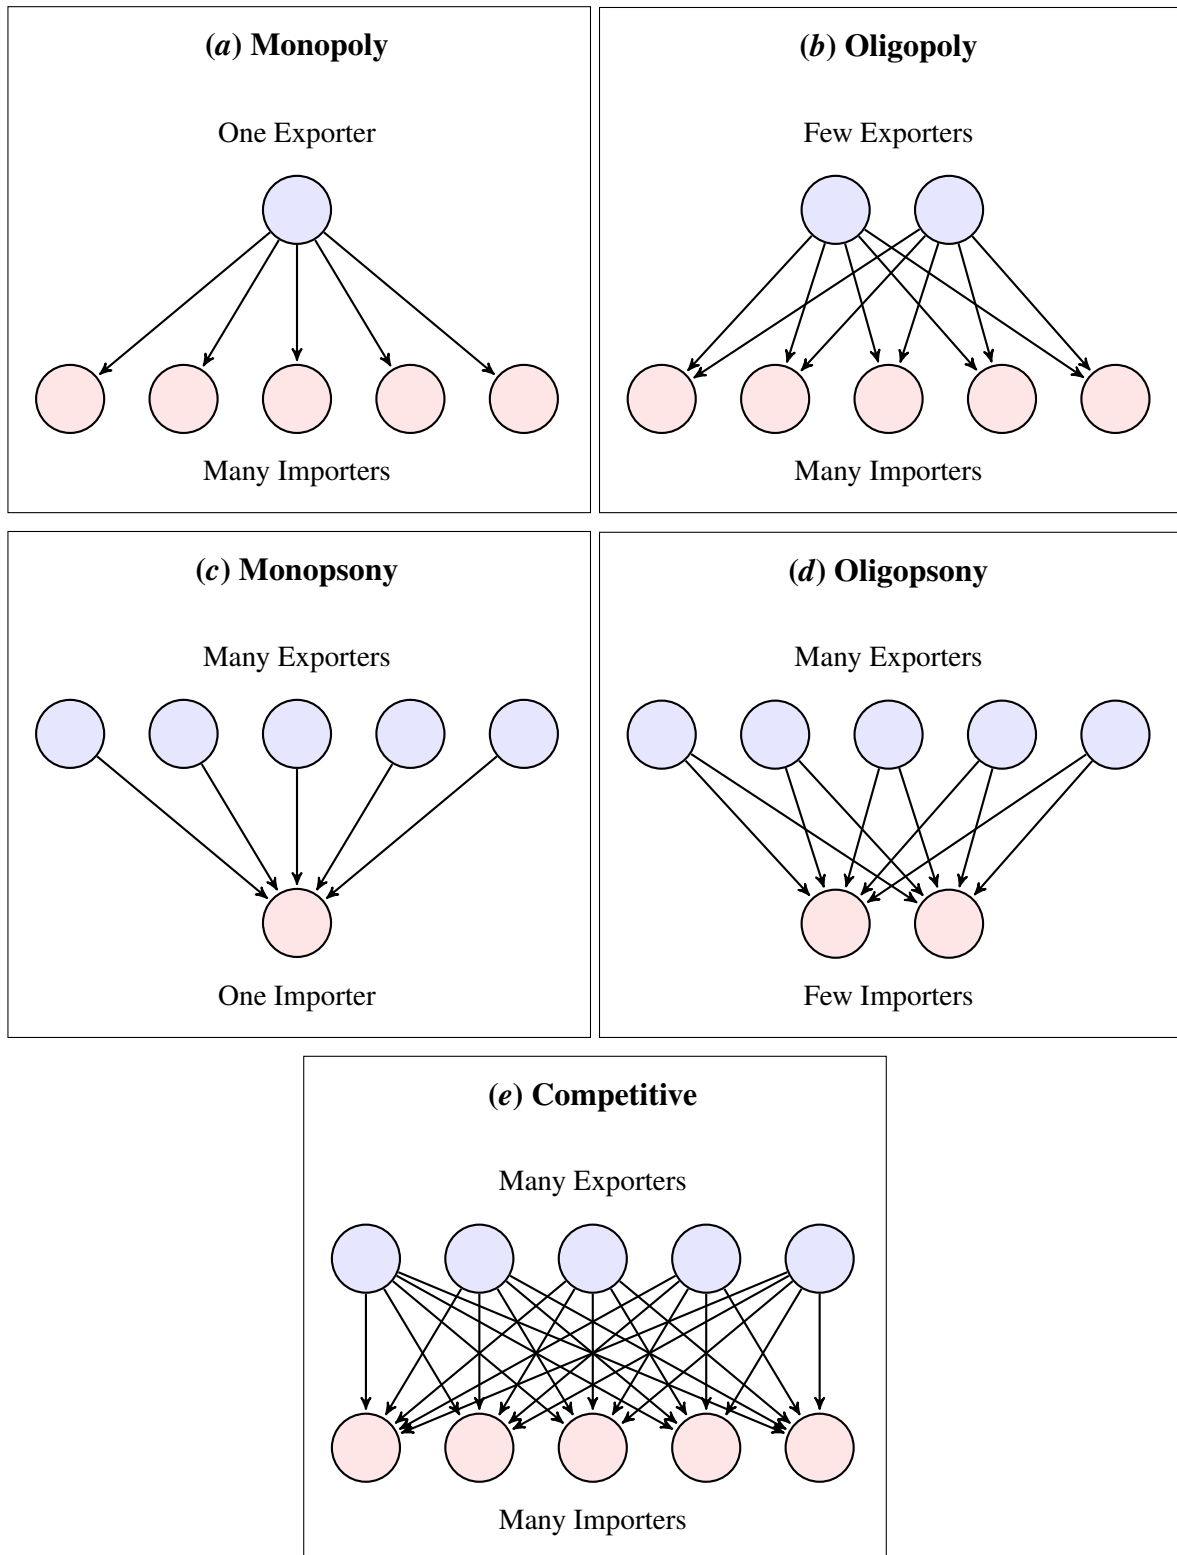 (a) Monopoly
One Exporter
Many Importers
(b) Oligopoly
Few Exporters
Many Importers
(c) Monopsony
Many Exporters
One Importer
(d) Oligopsony
Many Exporters
Few Importers
(e) Competitive
Many Exporters
Many Importers